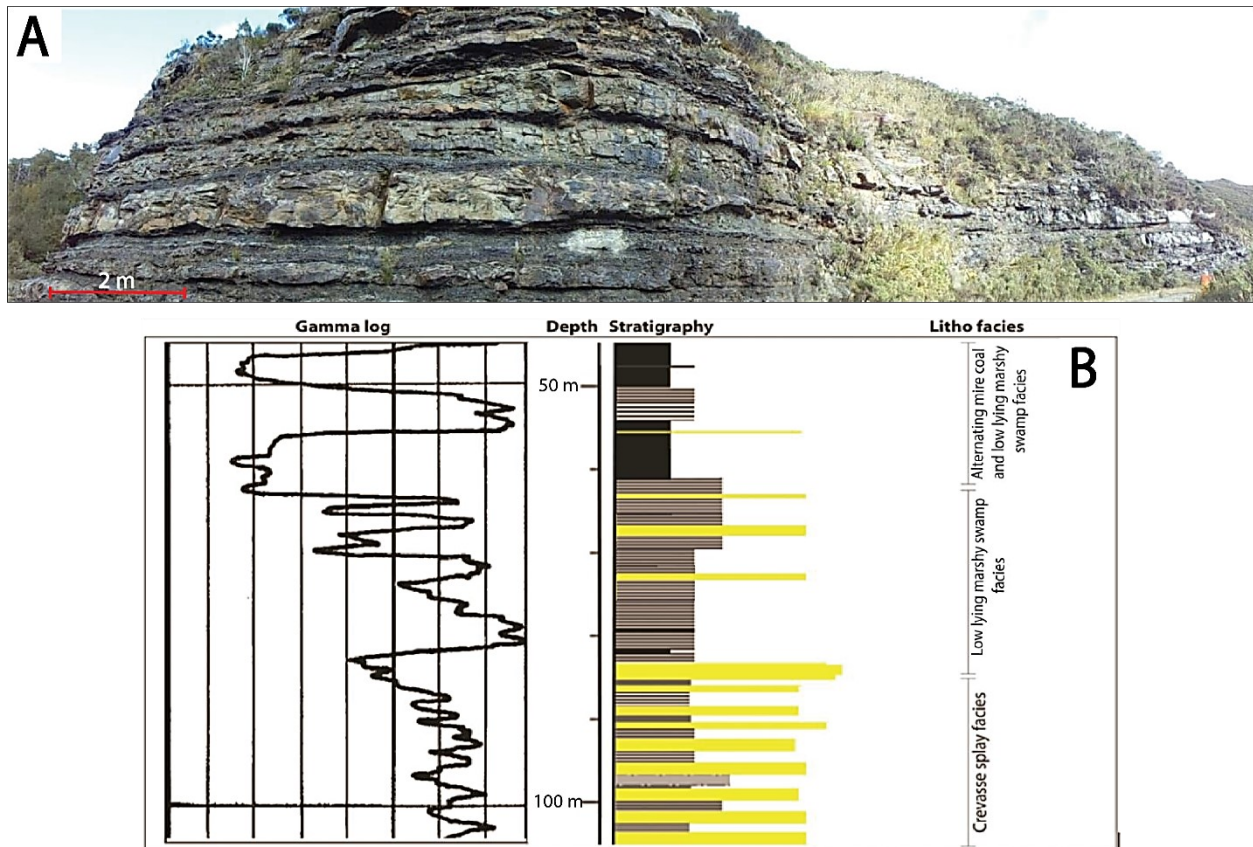 A
2 m
Gamma log
Depth
Stratigraphy
Litho facies
B
50 m
100 m
Alternating mire coal
and low lying marshy
swamp facies
Low lying marshy swamp
facies
Crevasse splay facies